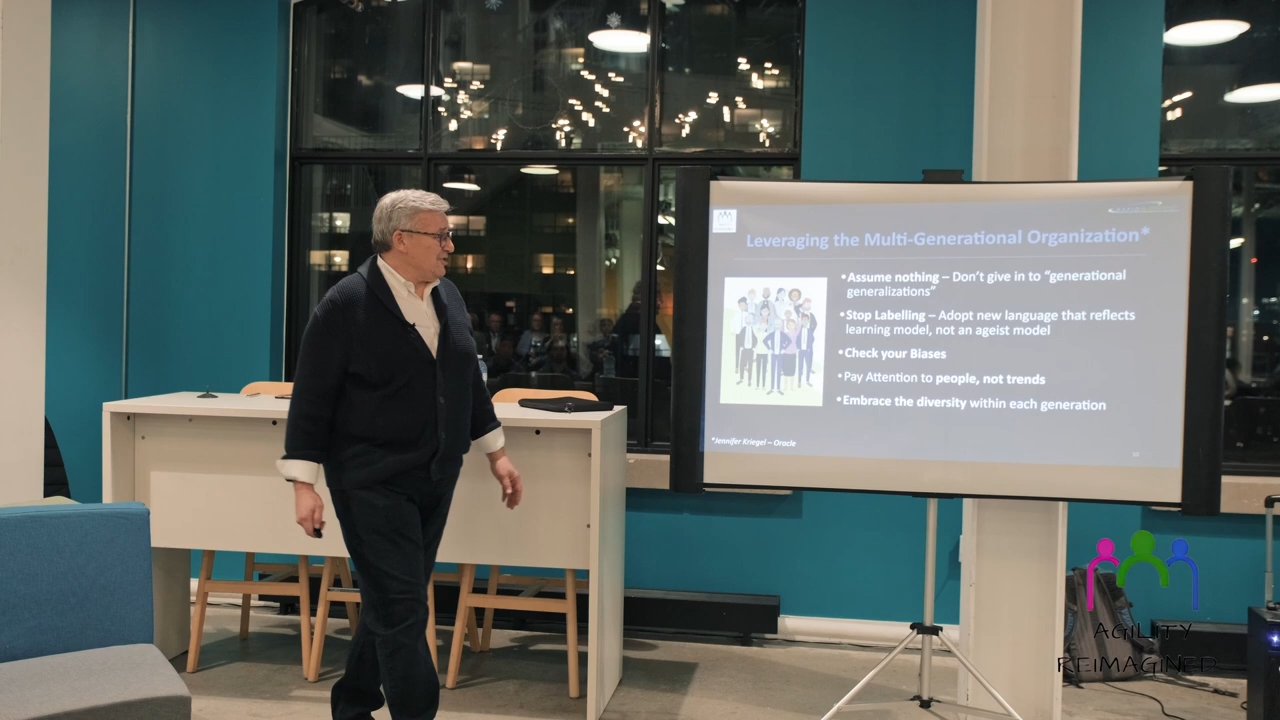 Leveraging the Multi-Generational Organization*
•Assume nothing – Don't give in to "generational
generalizations"
•Stop Labelling – Adopt new language that reflects
learning model, not an ageist model
•Check your Biases
•Pay Attention to people, not trends
•Embrace the diversity within each generation
*Jennifer Kriegel – Oracle
AGILITY
REIMAGINED